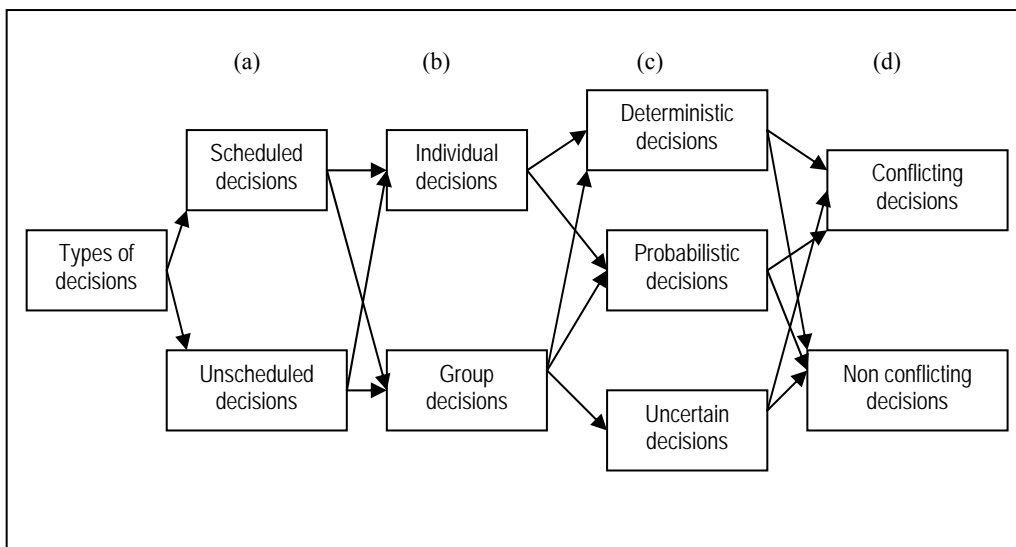 (a)
(b)
(c)
(d)
Types of
decisions
Scheduled
decisions
Unscheduled
decisions
Individual
decisions
Group
decisions
Deterministic
decisions
Probabilistic
decisions
Uncertain
decisions
Conflicting
decisions
Non conflicting
decisions